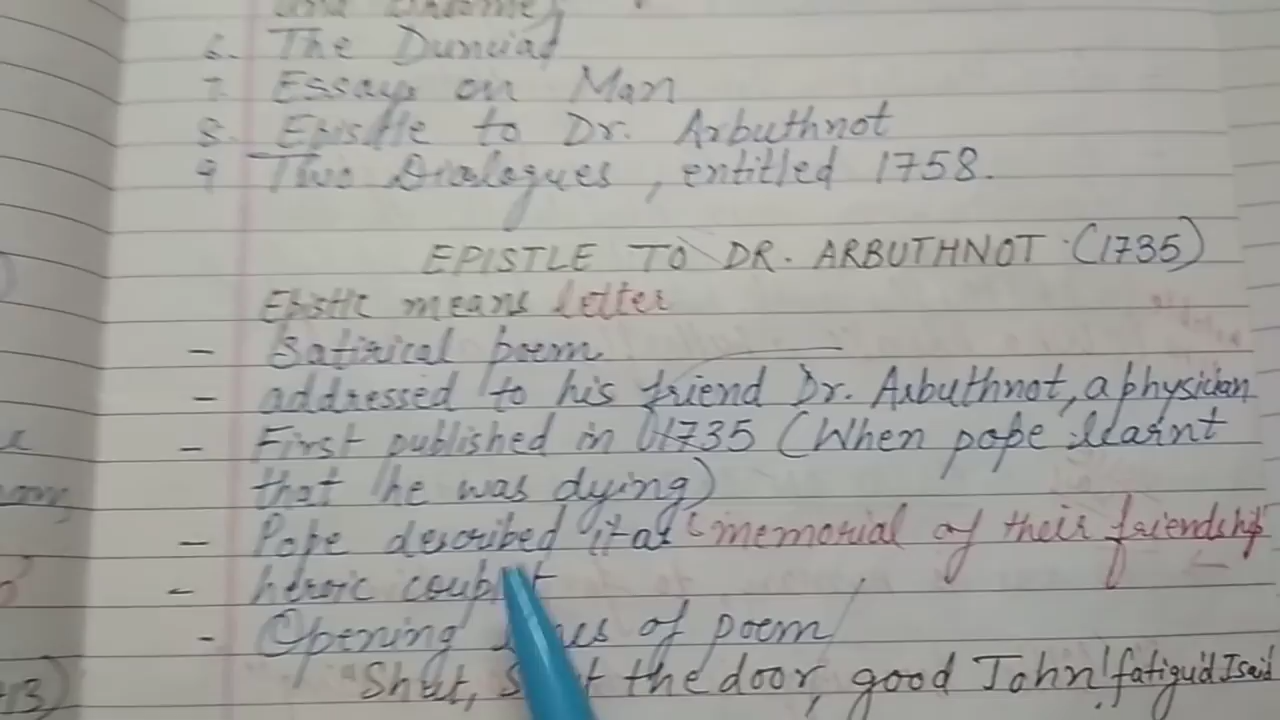 6. The Dunciad
7. Essays on Man
8. Epistle to Dr. Arbuthnot
9 Two Dialogues, entitled 1758.
EPISTLE TO DR. ARBUTHNOT (1735)
Epistle means letter
- Satirical poem
- addressed to his friend Dr. Arbuthnot, a physician
- First published in 1735 (When pope learnt
that he was dying)
- Pope described it as "memorial of their friendship
- heroic couplet
- Opening lines of poem
"Shut, shut the door, good John! fatigu'd I said